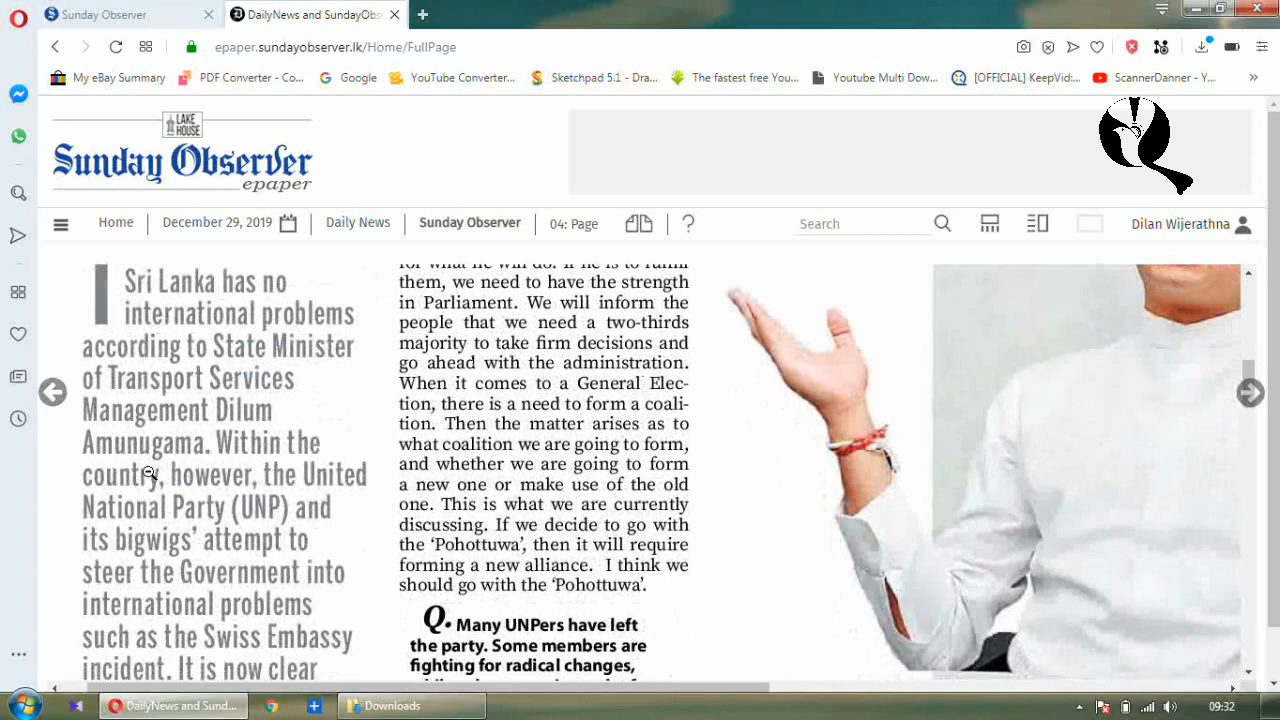 Sunday Observer
DailyNews and SundayObs
epaper.sundayobserver.lk/Home/FullPage
My eBay Summary
PDF Converter - Co...
Google
YouTube Converter...
Sketchpad 5.1 - Dra...
The fastest free You...
Youtube Multi Dow...
[OFFICIAL] KeepVid:...
ScannerDanner - Y...
LAKE
HOUSE
Sunday Observer
epaper
Home
December 29, 2019
Daily News
Sunday Observer
04: Page
?
Search
Dilan Wijerathna
Sri Lanka has no
international problems
according to State Minister
of Transport Services
Management Dilum
Amunugama. Within the
country, however, the United
National Party (UNP) and
its bigwigs’ attempt to
steer the Government into
international problems
such as the Swiss Embassy
incident. It is now clear
for what he will do. If he is to fulfil
them, we need to have the strength
in Parliament. We will inform the
people that we need a two-thirds
majority to take firm decisions and
go ahead with the administration.
When it comes to a General Elec-
tion, there is a need to form a coali-
tion. Then the matter arises as to
what coalition we are going to form,
and whether we are going to form
a new one or make use of the old
one. This is what we are currently
discussing. If we decide to go with
the ‘Pohottuwa’, then it will require
forming a new alliance. I think we
should go with the ‘Pohottuwa’.
Q. Many UNPers have left
the party. Some members are
fighting for radical changes,
DailyNews and Sund...
Downloads
09:32